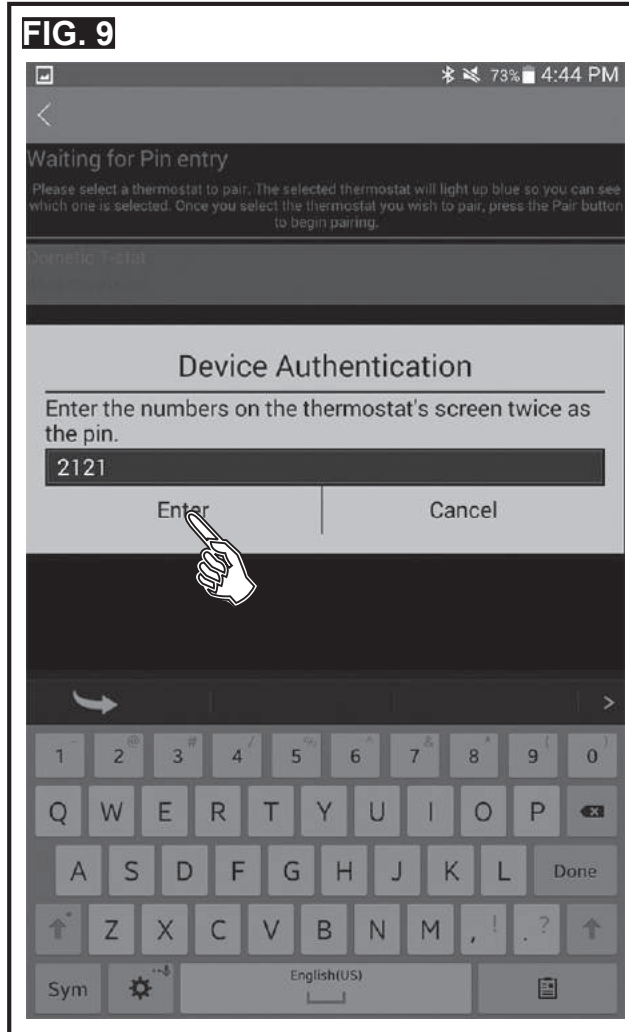 FIG. 9
73% 4:44 PM
Waiting for Pin entry
Please select a thermostat to pair. The selected thermostat will light up blue so you can see
which one is selected. Once you select the thermostat you wish to pair, press the Pair button
to begin pairing.
Dometic T-stat
Device Authentication
Enter the numbers on the thermostat's screen twice as
the pin.
2121
Enter Cancel
1 2 @ 3 # 4 / 5 % 6 ^ 7 & 8 * 9 ( 0 )
Q W E R T Y U I O P
A S D F G H J K L Done
Z X C V B N M , ! . ?
Sym English(US)